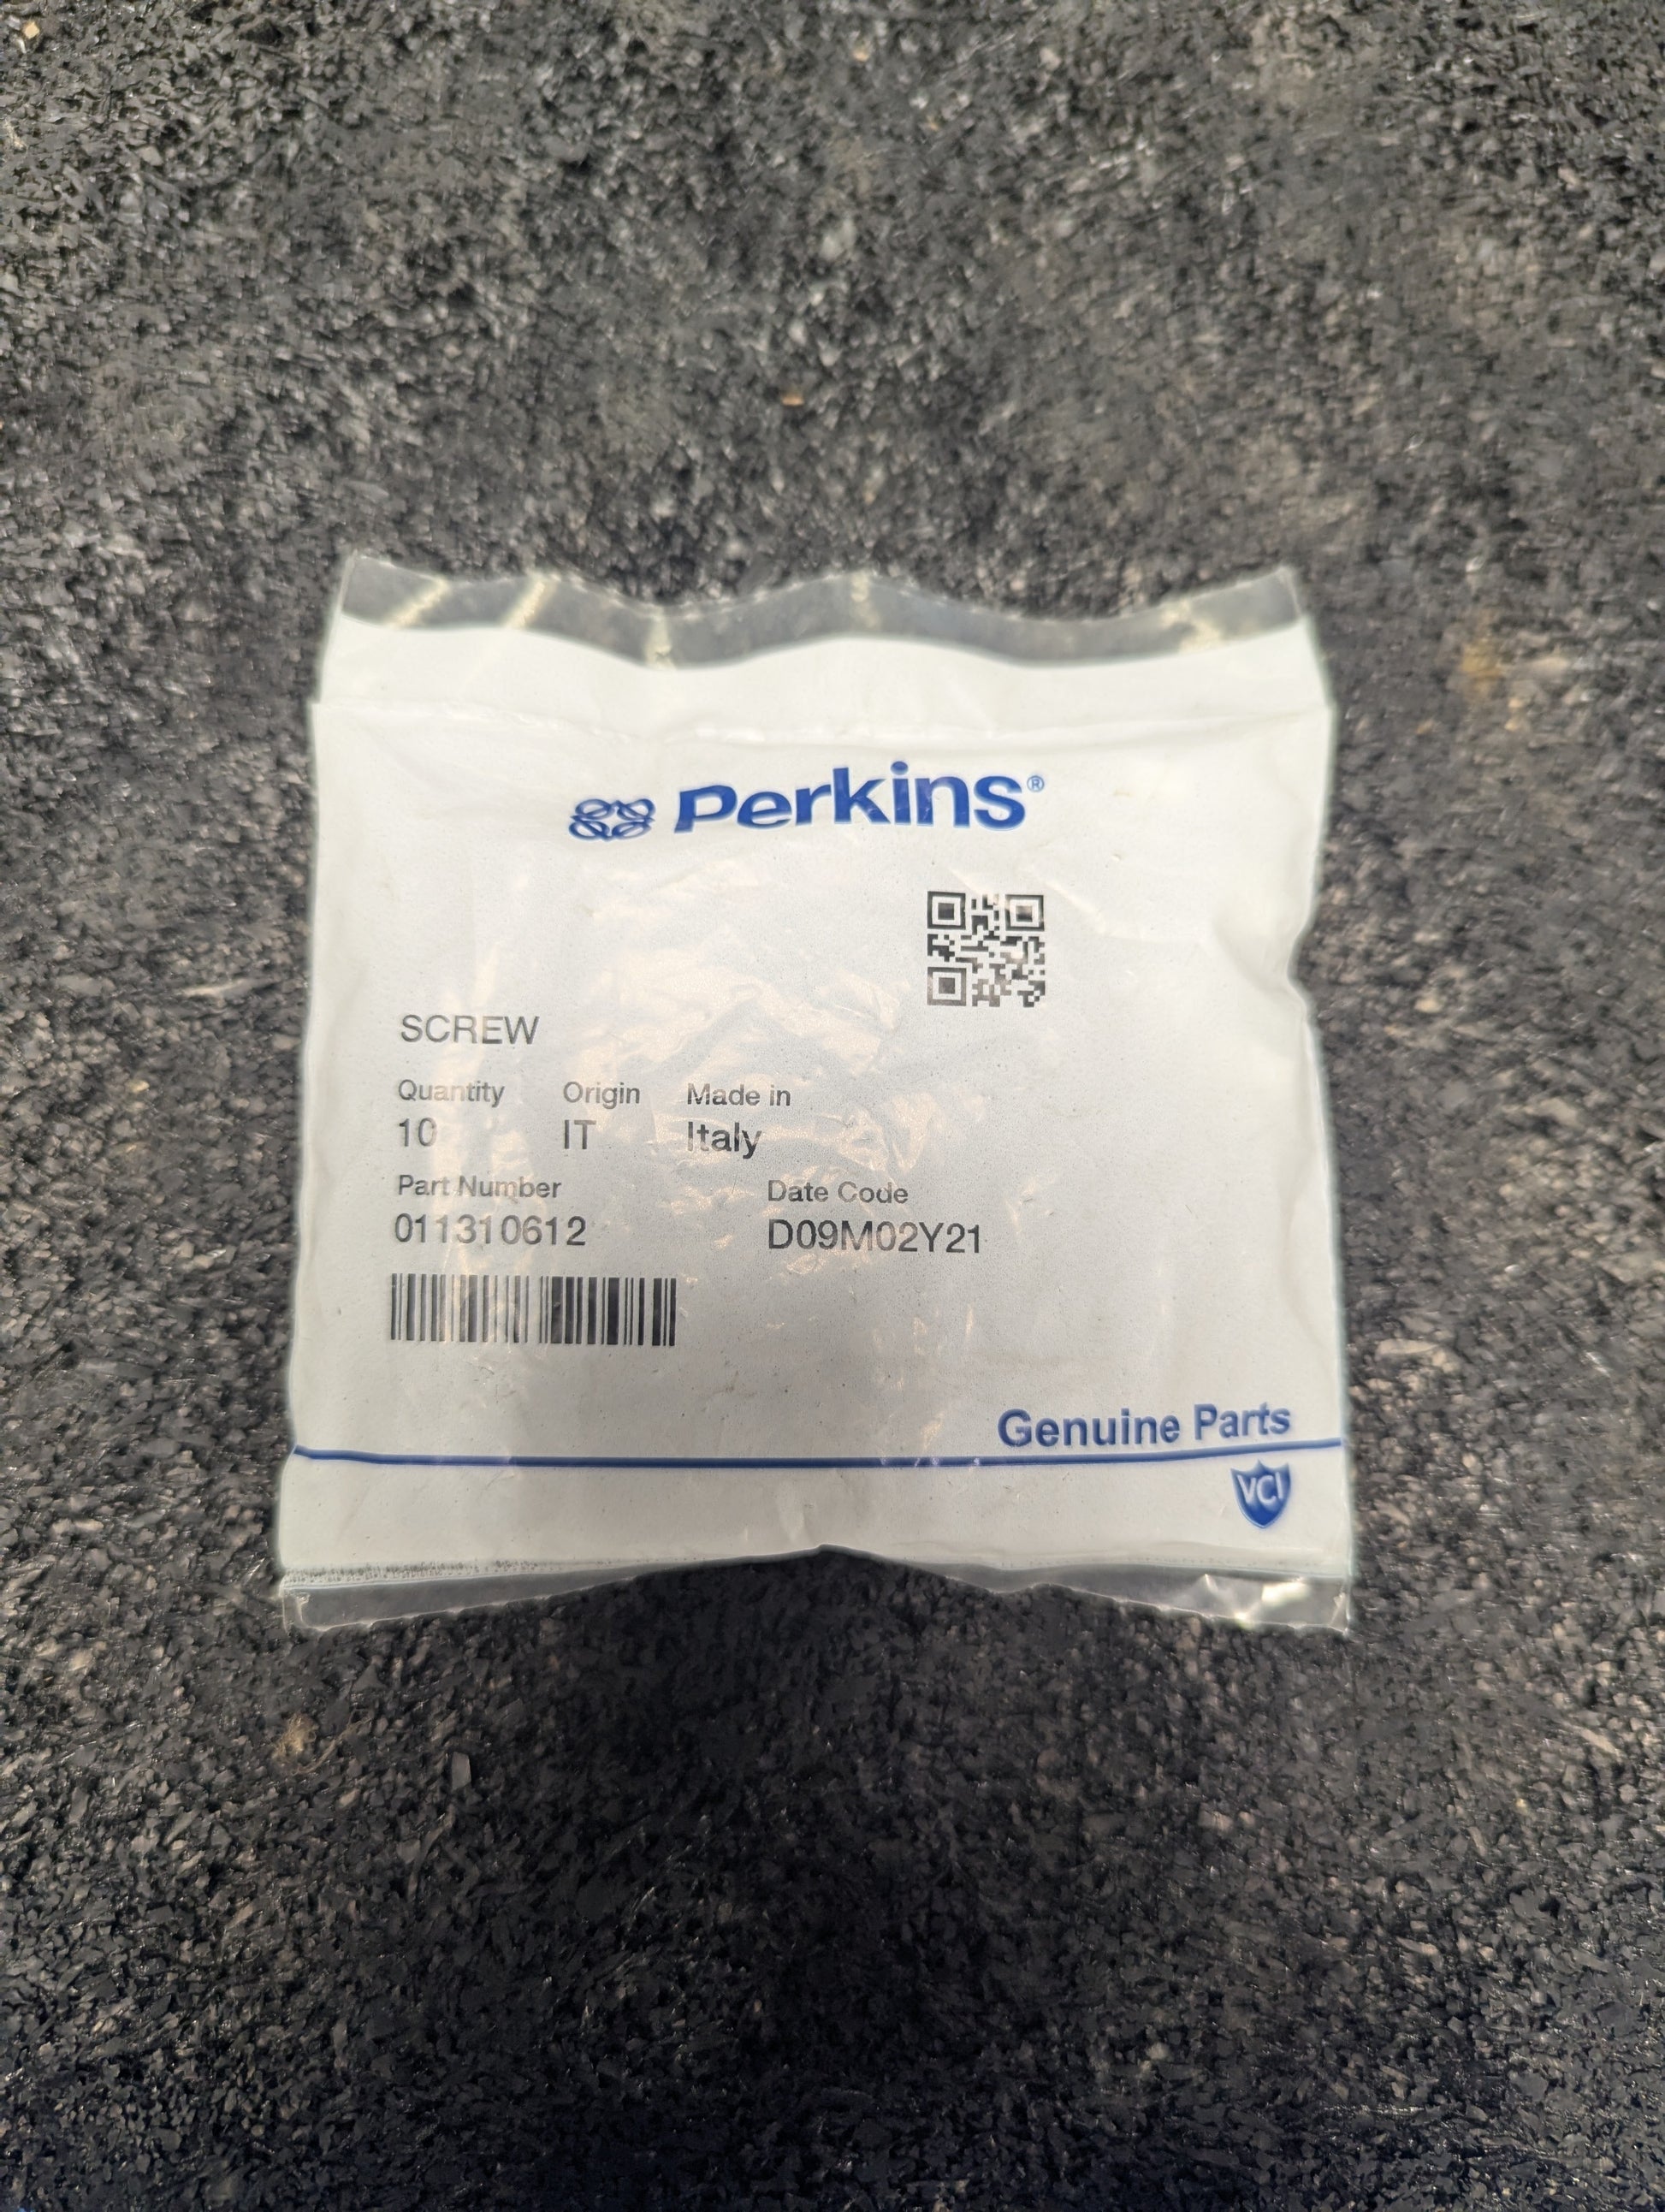 Perkins®
SCREW
Quantity Origin Made in
10 IT Italy
Part Number Date Code
011310612 D09M02Y21
Genuine Parts
VCI